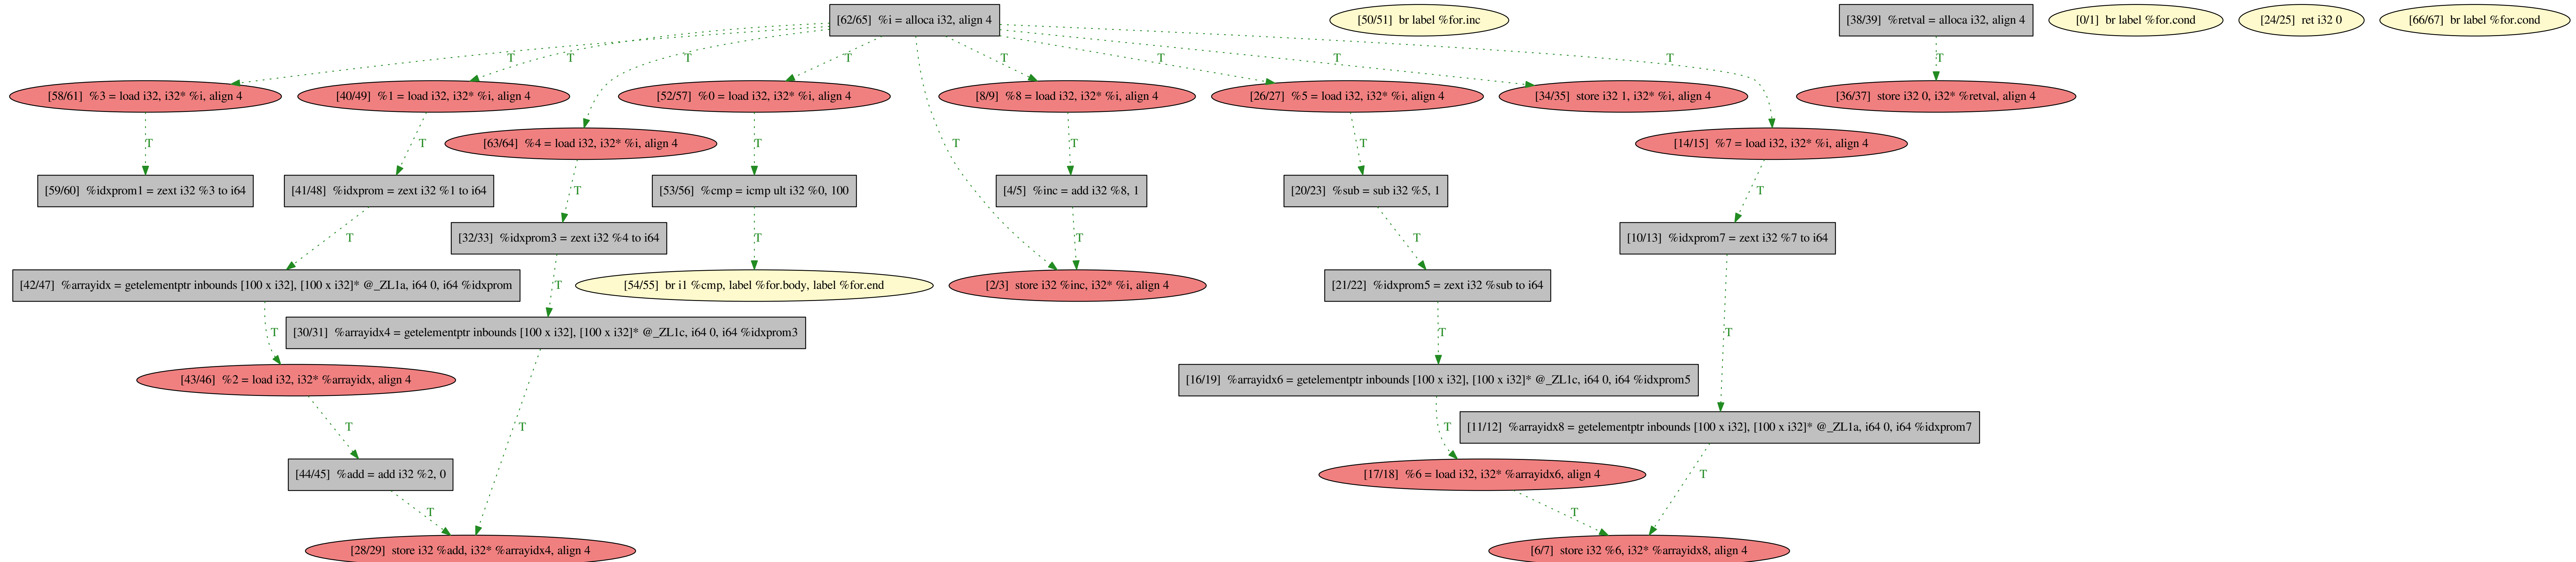 [62/65] %i = alloca i32, align 4
[50/51] br label %for.inc
[38/39] %retval = alloca i32, align 4
[0/1] br label %for.cond
[24/25] ret i32 0
[66/67] br label %for.cond
T
T
T
T
T
T
T
T
T
[58/61] %3 = load i32, i32* %i, align 4
[40/49] %1 = load i32, i32* %i, align 4
[52/57] %0 = load i32, i32* %i, align 4
[8/9] %8 = load i32, i32* %i, align 4
[26/27] %5 = load i32, i32* %i, align 4
[34/35] store i32 1, i32* %i, align 4
[36/37] store i32 0, i32* %retval, align 4
T
T
[63/64] %4 = load i32, i32* %i, align 4
T
T
T
T
[14/15] %7 = load i32, i32* %i, align 4
[59/60] %idxprom1 = zext i32 %3 to i64
[41/48] %idxprom = zext i32 %1 to i64
T
[53/56] %cmp = icmp ult i32 %0, 100
[4/5] %inc = add i32 %8, 1
[20/23] %sub = sub i32 %5, 1
T
T
[32/33] %idxprom3 = zext i32 %4 to i64
T
T
T
[10/13] %idxprom7 = zext i32 %7 to i64
[42/47] %arrayidx = getelementptr inbounds [100 x i32], [100 x i32]* @_ZL1a, i64 0, i64 %idxprom
T
[54/55] br i1 %cmp, label %for.body, label %for.end
[2/3] store i32 %inc, i32* %i, align 4
[21/22] %idxprom5 = zext i32 %sub to i64
T
[30/31] %arrayidx4 = getelementptr inbounds [100 x i32], [100 x i32]* @_ZL1c, i64 0, i64 %idxprom3
T
T
[43/46] %2 = load i32, i32* %arrayidx, align 4
[16/19] %arrayidx6 = getelementptr inbounds [100 x i32], [100 x i32]* @_ZL1c, i64 0, i64 %idxprom5
T
T
T
[11/12] %arrayidx8 = getelementptr inbounds [100 x i32], [100 x i32]* @_ZL1a, i64 0, i64 %idxprom7
[44/45] %add = add i32 %2, 0
[17/18] %6 = load i32, i32* %arrayidx6, align 4
T
T
T
[28/29] store i32 %add, i32* %arrayidx4, align 4
[6/7] store i32 %6, i32* %arrayidx8, align 4